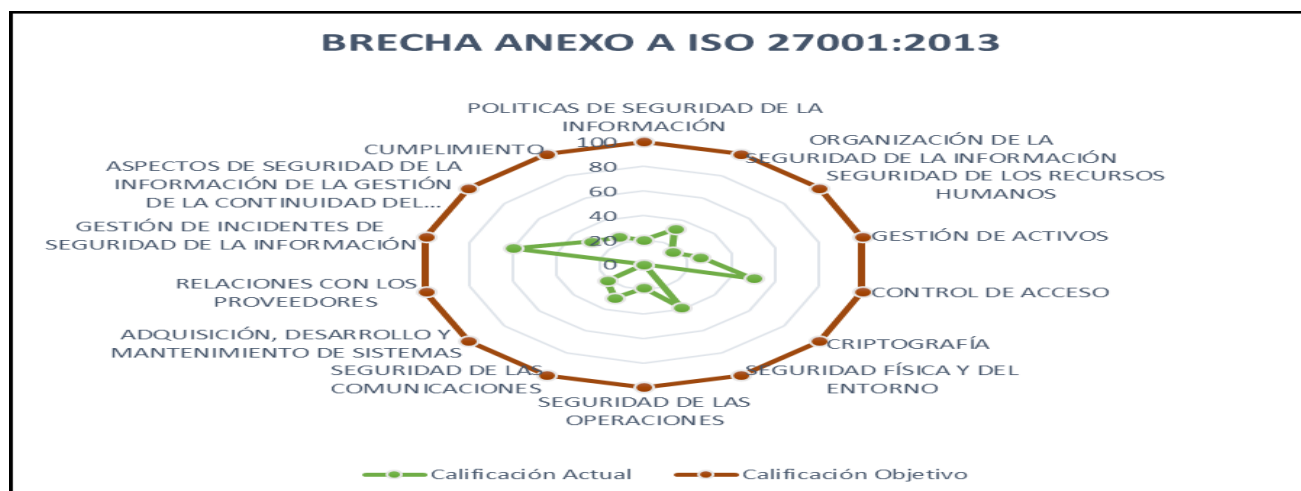 BRECHA ANEXO A ISO 27001:2013
POLITICAS DE SEGURIDAD DE LA
INFORMACIÓN
ORGANIZACIÓN DE LA
SEGURIDAD DE LA INFORMACIÓN
SEGURIDAD DE LOS RECURSOS
HUMANOS
GESTIÓN DE ACTIVOS
CONTROL DE ACCESO
CRIPTOGRAFÍA
SEGURIDAD FÍSICA Y DEL
ENTORNO
SEGURIDAD DE LAS
OPERACIONES
SEGURIDAD DE LAS
COMUNICACIONES
ADQUISICIÓN, DESARROLLO Y
MANTENIMIENTO DE SISTEMAS
RELACIONES CON LOS
PROVEEDORES
GESTIÓN DE INCIDENTES DE
SEGURIDAD DE LA INFORMACIÓN
ASPECTOS DE SEGURIDAD DE LA
INFORMACIÓN DE LA GESTIÓN
DE LA CONTINUIDAD DEL...
CUMPLIMIENTO
100
80
60
40
20
0
Calificación Actual
Calificación Objetivo